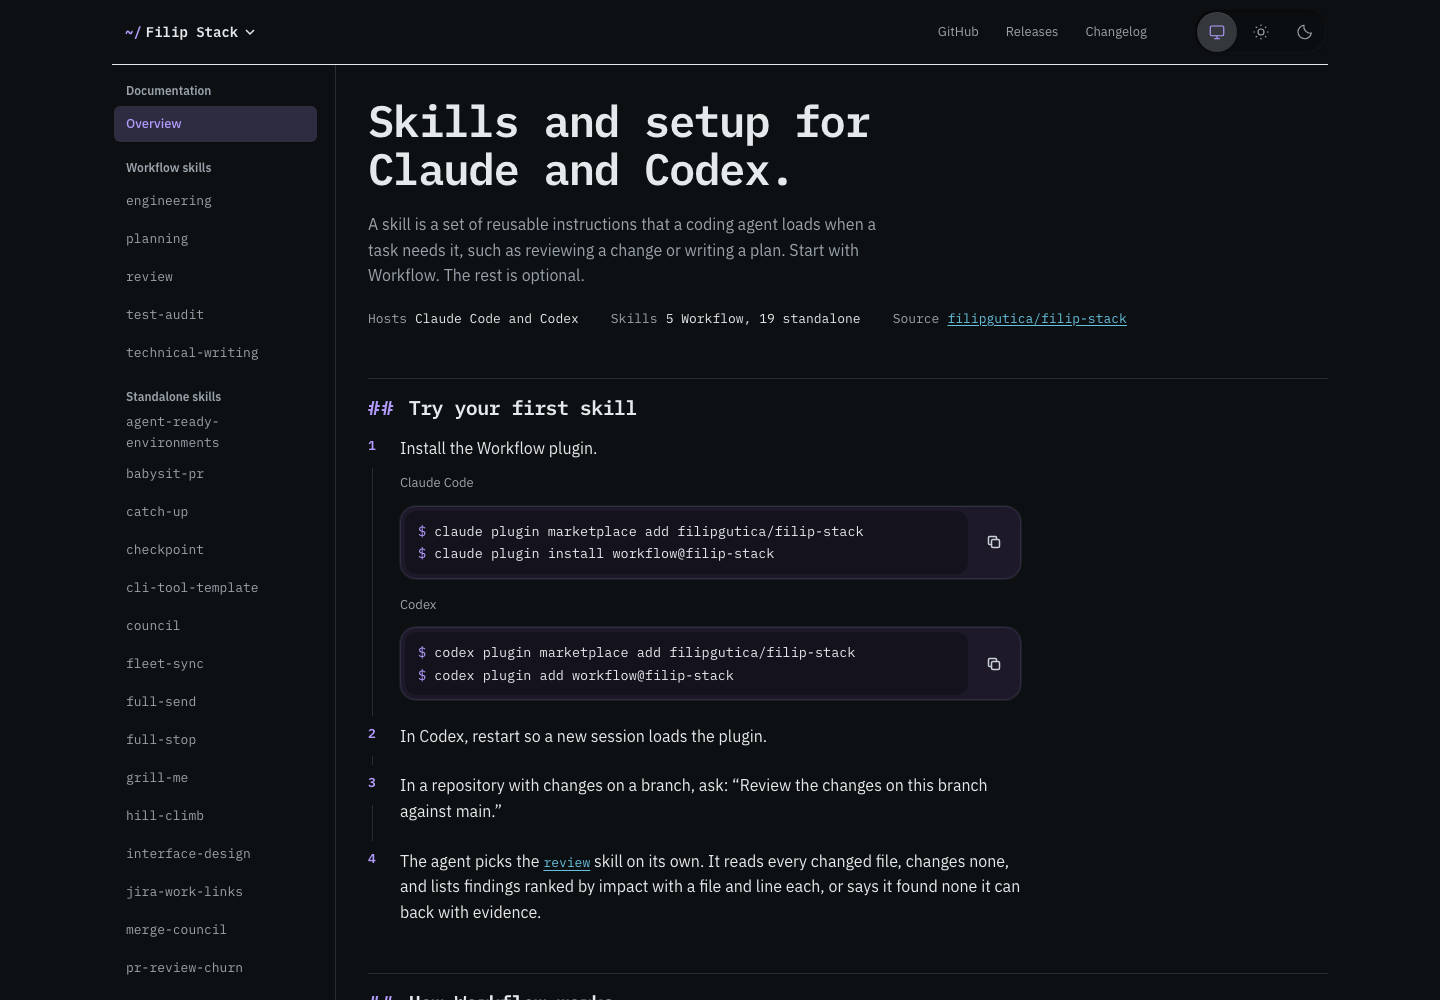 ~/ Filip Stack
GitHub
Releases
Changelog
Documentation
Overview
Workflow skills
engineering
planning
review
test-audit
technical-writing
Standalone skills
agent-ready-
environments
babysit-pr
catch-up
checkpoint
cli-tool-template
council
fleet-sync
full-send
full-stop
grill-me
hill-climb
interface-design
jira-work-links
merge-council
pr-review-churn
Skills and setup for
Claude and Codex.
A skill is a set of reusable instructions that a coding agent loads when a
task needs it, such as reviewing a change or writing a plan. Start with
Workflow. The rest is optional.
Hosts Claude Code and Codex
Skills 5 Workflow, 19 standalone
Source filipgutica/filip-stack
## Try your first skill
1 Install the Workflow plugin.
Claude Code
$ claude plugin marketplace add filipgutica/filip-stack
$ claude plugin install workflow@filip-stack
Codex
$ codex plugin marketplace add filipgutica/filip-stack
$ codex plugin add workflow@filip-stack
2 In Codex, restart so a new session loads the plugin.
3 In a repository with changes on a branch, ask: “Review the changes on this branch
against main.”
4 The agent picks the review skill on its own. It reads every changed file, changes none,
and lists findings ranked by impact with a file and line each, or says it found none it can
back with evidence.
## How Workflow works